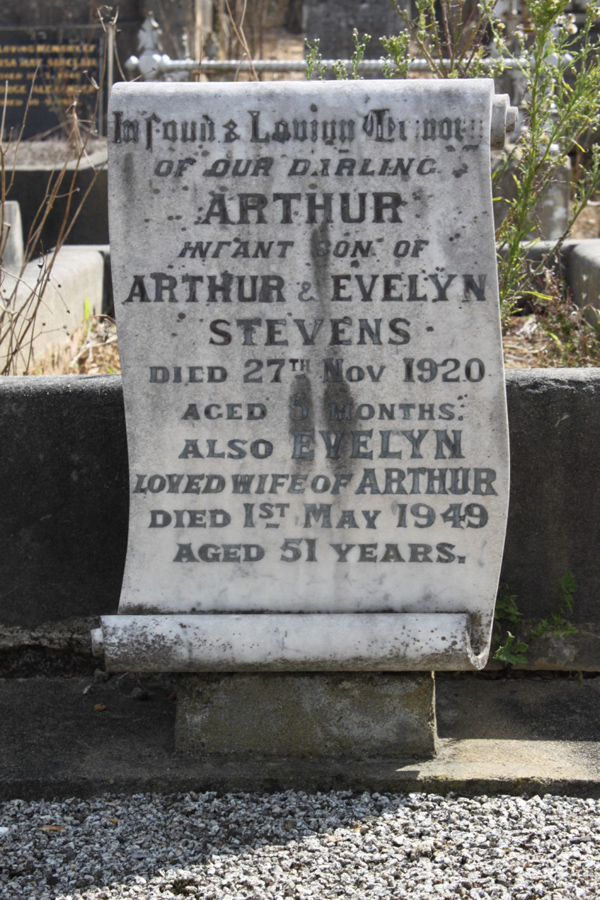 In Fond & Loving Memory
OF OUR DARLING
ARTHUR
INFANT SON OF
ARTHUR & EVELYN
STEVENS
DIED 27TH NOV 1920
AGED MONTHS.
ALSO EVELYN
LOVED WIFE OF ARTHUR
DIED 1ST MAY 1949
AGED 51 YEARS.